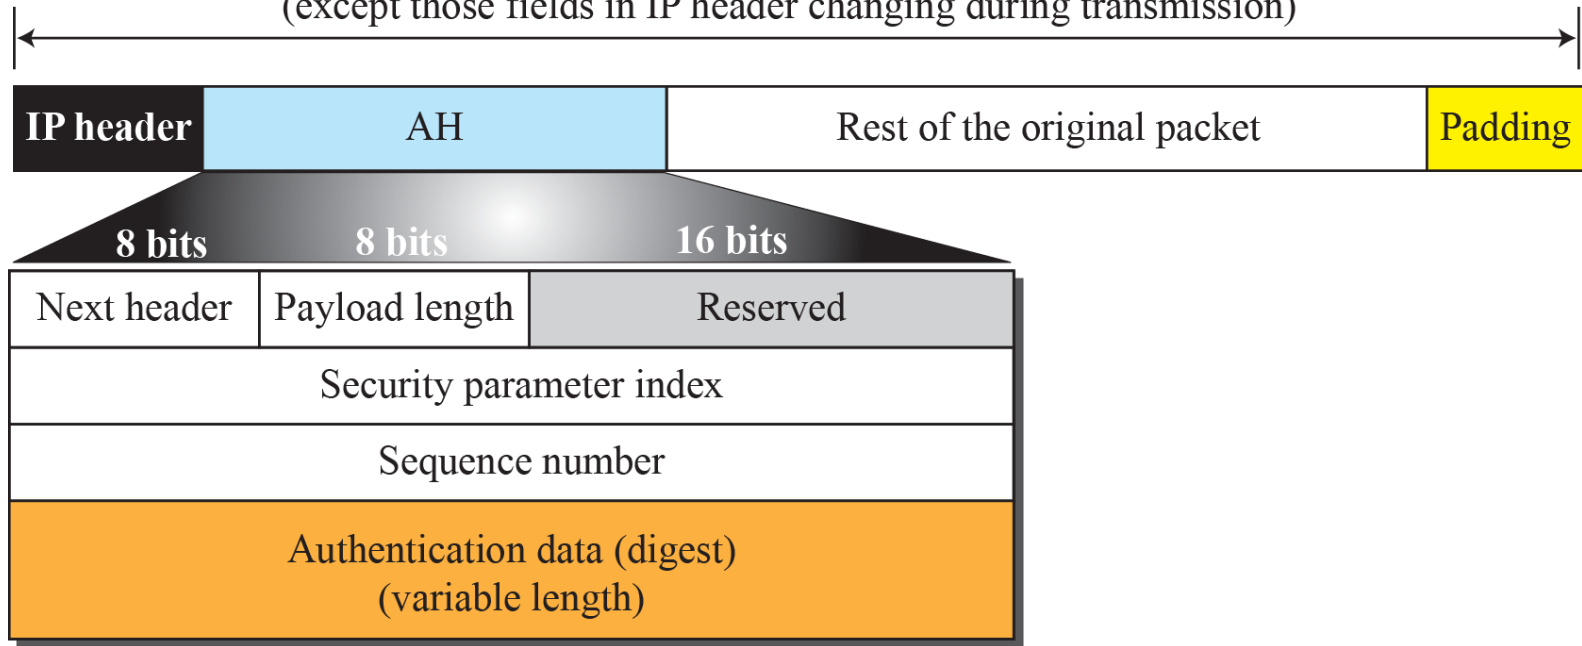 (except those fields in IP header changing during transmission)
IP header AH Rest of the original packet Padding
8 bits 8 bits 16 bits
Next header Payload length Reserved
Security parameter index
Sequence number
Authentication data (digest)
(variable length)